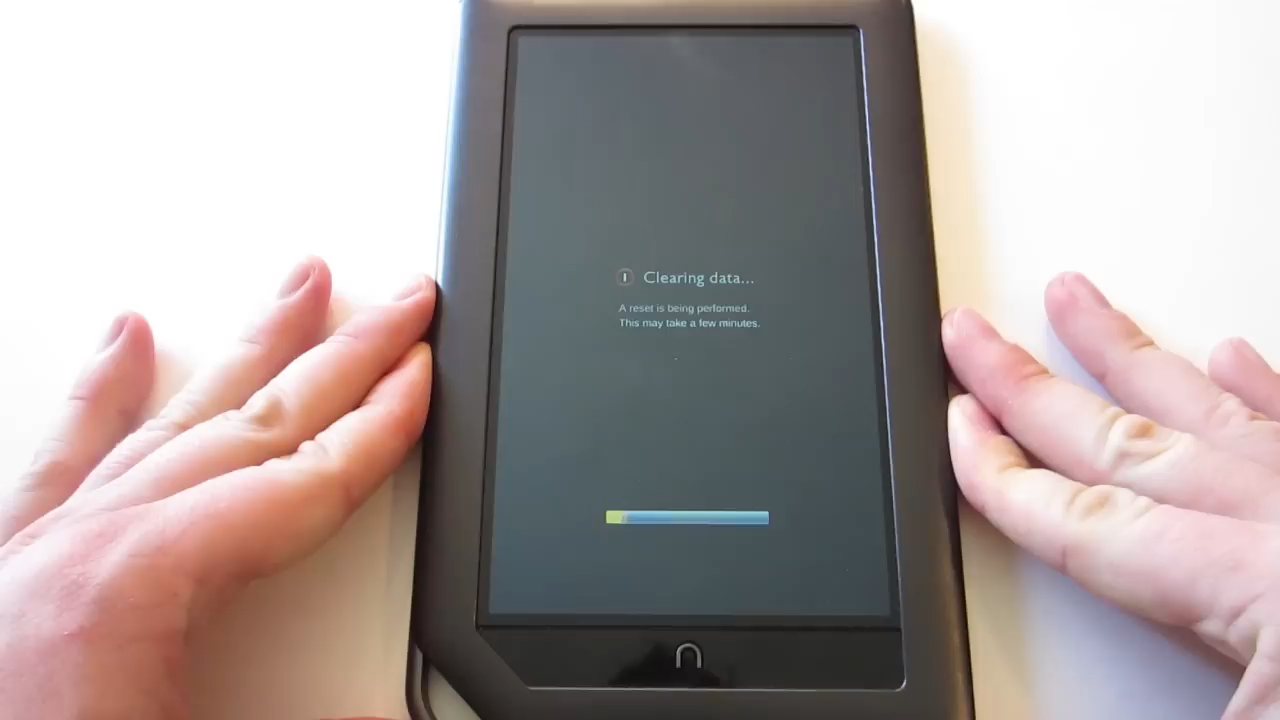 Clearing data...
A reset is being performed.
This may take a few minutes.